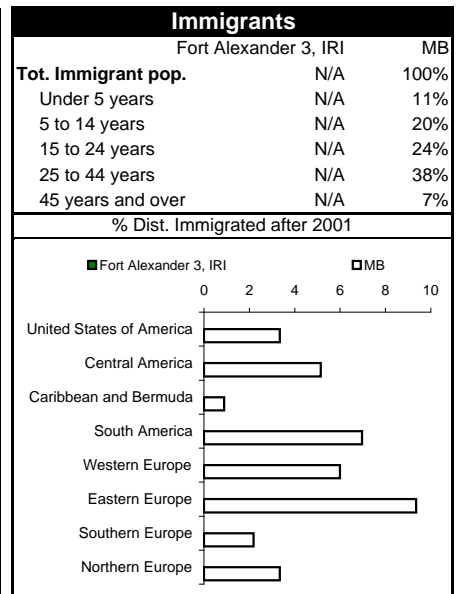 Immigrants
Fort Alexander 3, IRI MB
Tot. Immigrant pop. N/A 100%
Under 5 years N/A 11%
5 to 14 years N/A 20%
15 to 24 years N/A 24%
25 to 44 years N/A 38%
45 years and over N/A 7%
% Dist. Immigrated after 2001
Fort Alexander 3, IRI MB
0 2 4 6 8 10
United States of America
Central America
Caribbean and Bermuda
South America
Western Europe
Eastern Europe
Southern Europe
Northern Europe